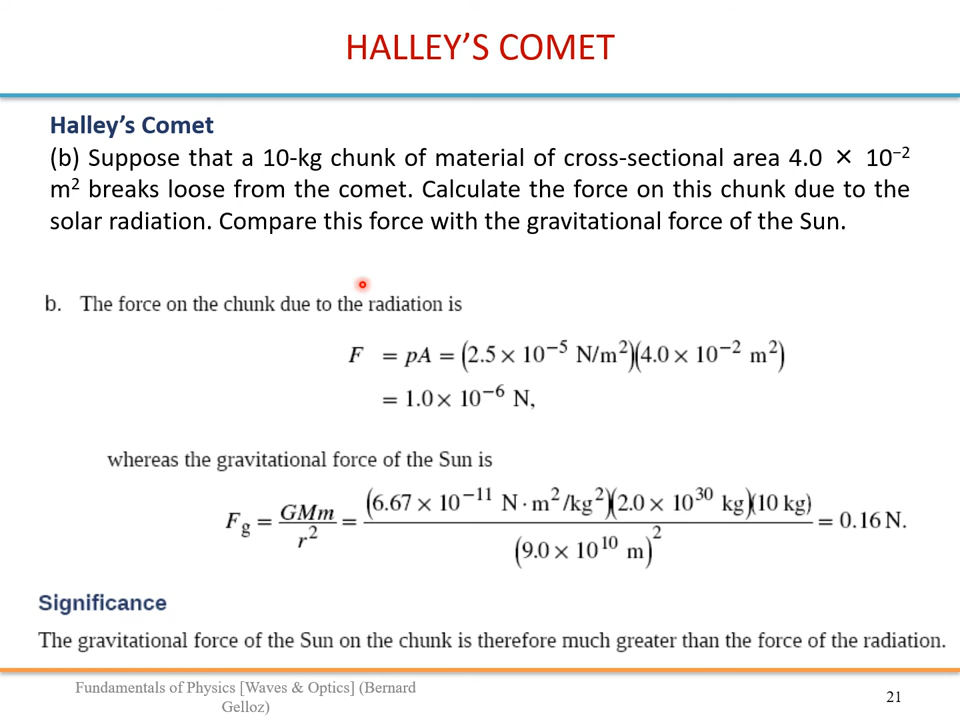 HALLEY'S COMET
Halley's Comet
(b) Suppose that a 10-kg chunk of material of cross-sectional area 4.0 × 10⁻²
m² breaks loose from the comet. Calculate the force on this chunk due to the
solar radiation. Compare this force with the gravitational force of the Sun.
b. The force on the chunk due to the radiation is
F = pA = (2.5 × 10⁻⁵ N/m²)(4.0 × 10⁻² m²)
= 1.0 × 10⁻⁶ N,
whereas the gravitational force of the Sun is
F_g = GMm/r² = (6.67 × 10⁻¹¹ N · m²/kg²)(2.0 × 10³⁰ kg)(10 kg)/(9.0 × 10¹⁰ m)² = 0.16 N.
Significance
The gravitational force of the Sun on the chunk is therefore much greater than the force of the radiation.
Fundamentals of Physics [Waves & Optics] (Bernard
Gelloz)
21